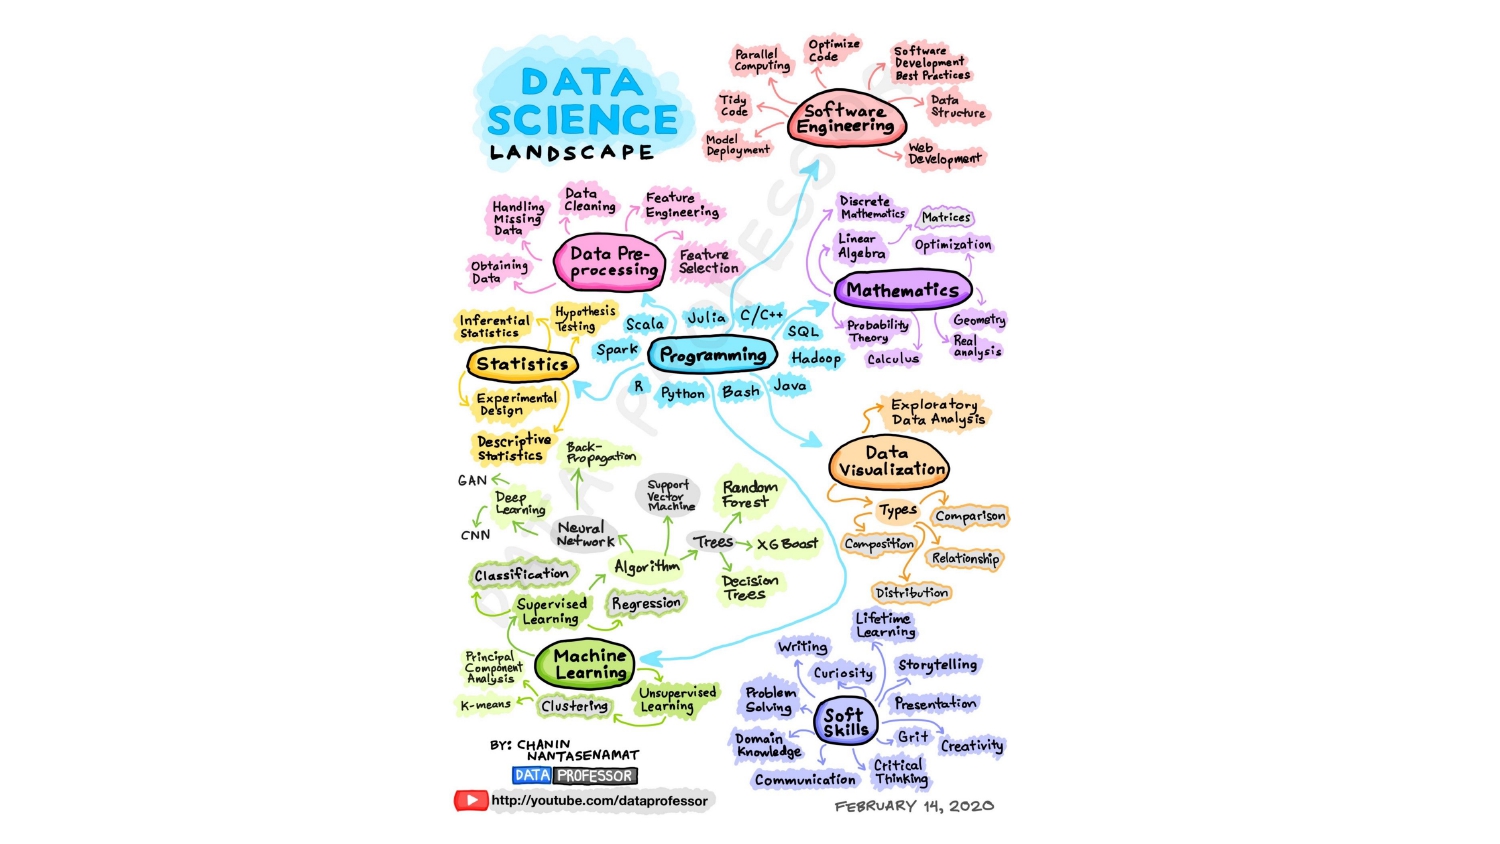 DATA
SCIENCE
LANDSCAPE
Parallel
Computing
Optimize
Code
Software
Development
Best Practices
Tidy
Code
Software
Engineering
Data
Structure
Model
Deployment
Web
Development
Handling
Missing
Data
Data
Cleaning
Feature
Engineering
Obtaining
Data
Data Pre-
processing
Feature
Selection
Discrete
Mathematics
Matrices
Linear
Algebra
Optimization
Mathematics
Probability
Theory
Calculus
Geometry
Real
analysis
Inferential
Statistics
Hypothesis
Testing
Statistics
Experimental
Design
Descriptive
Statistics
Scala
Julia
C/C++
SQL
Spark
Programming
Hadoop
R
Python
Bash
Java
Exploratory
Data Analysis
Data
Visualization
Types
Comparison
Composition
Relationship
Distribution
Back-
Propagation
GAN
Deep
Learning
CNN
Neural
Network
Support
Vector
Machine
Random
Forest
Trees
XG Boast
Algorithm
Decision
Trees
Classification
Supervised
Learning
Regression
Machine
Learning
Principal
Component
Analysis
K-means
Clustering
Unsupervised
Learning
Lifetime
Learning
Writing
Curiosity
Storytelling
Problem
Solving
Presentation
Soft
Skills
Domain
Knowledge
Grit
Creativity
Communication
Critical
Thinking
BY: CHANIN
NANTASENAMAT
DATA PROFESSOR
http://youtube.com/dataprofessor
FEBRUARY 14, 2020
DATA PROFESSOR